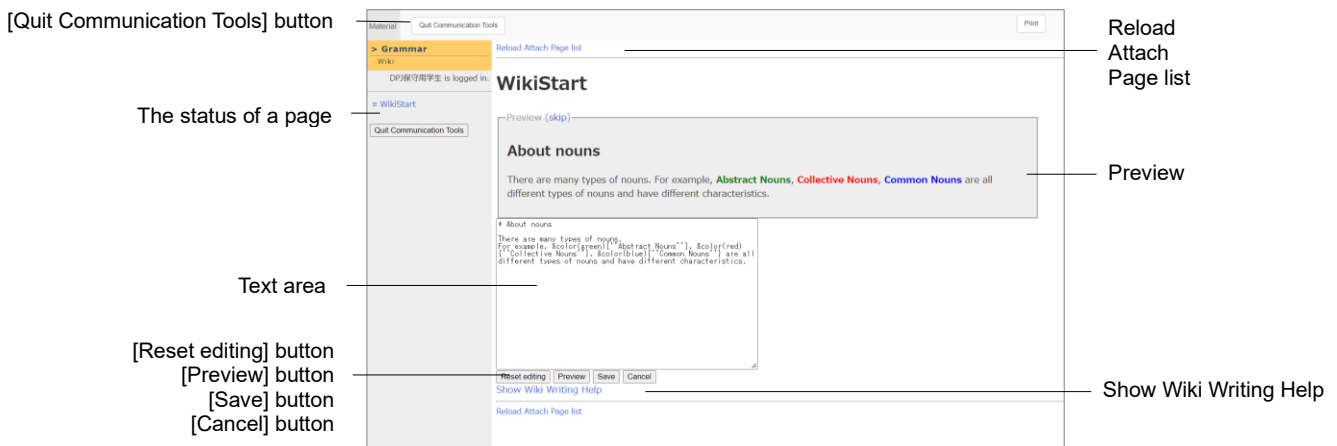 [Quit Communication Tools] button
Material
Quit Communication Tools
Print
Reload
Attach
Page list
> Grammar
Wiki
DPJ保守用学生 is logged in.
Reload Attach Page list
The status of a page
WikiStart
Quit Communication Tools
WikiStart
Preview (skip)
About nouns
There are many types of nouns. For example, Abstract Nouns, Collective Nouns, Common Nouns are all
different types of nouns and have different characteristics.
Preview
* About nouns
There are many types of nouns.
For example, &color(green){''Abstract Nouns''}, &color(red)
{''Collective Nouns''}, &color(blue){''Common Nouns''} are all
different types of nouns and have different characteristics.
Text area
[Reset editing] button
[Preview] button
[Save] button
[Cancel] button
Reset editing
Preview
Save
Cancel
Show Wiki Writing Help
Show Wiki Writing Help
Reload Attach Page list